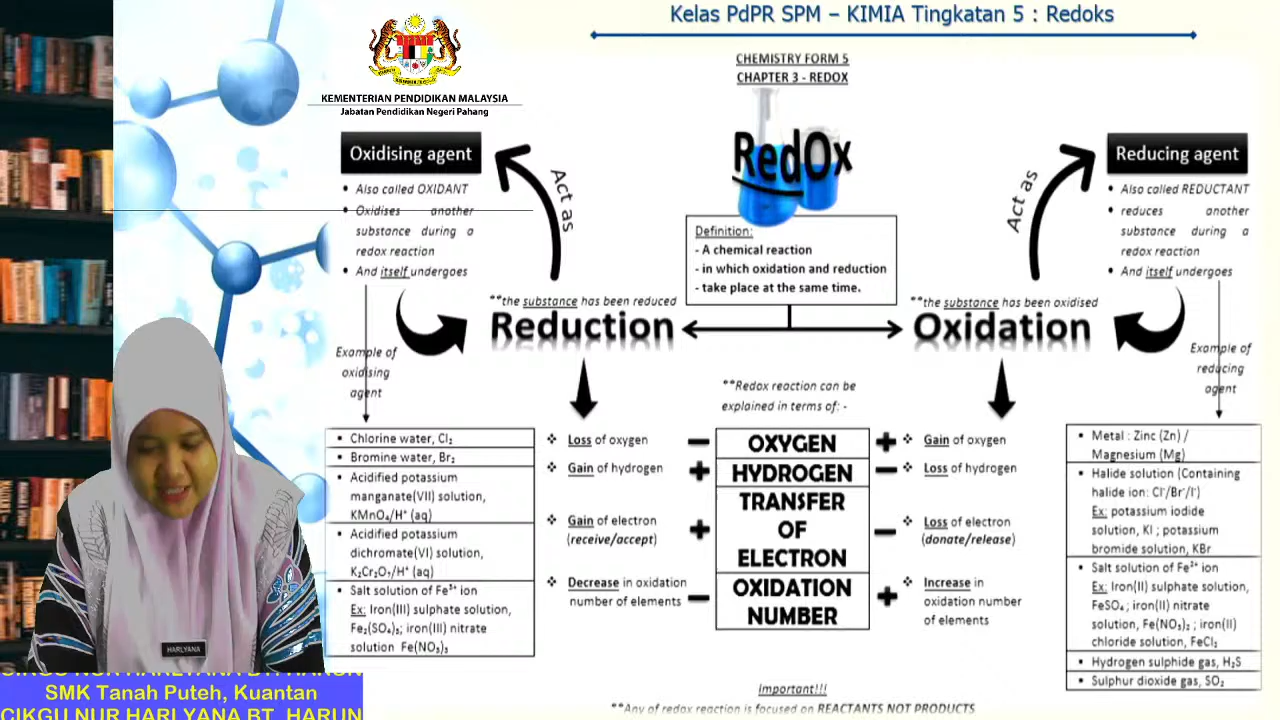 Kelas PdPR SPM – KIMIA Tingkatan 5 : Redoks
KEMENTERIAN PENDIDIKAN MALAYSIA
Jabatan Pendidikan Negeri Pahang
CHEMISTRY FORM 5
CHAPTER 3 - REDOX
RedOx
Definition:
- A chemical reaction
- in which oxidation and reduction
- take place at the same time.
Oxidising agent
• Also called OXIDANT
• Oxidises another
substance during a
redox reaction
• And itself undergoes
Act as
Reducing agent
• Also called REDUCTANT
• reduces another
substance during a
redox reaction
• And itself undergoes
Act as
**the substance has been reduced
Reduction
**the substance has been oxidised
Oxidation
Example of
oxidising
agent
Example of
reducing
agent
**Redox reaction can be
explained in terms of: -
▪ Chlorine water, Cl₂
▪ Bromine water, Br₂
▪ Acidified potassium
manganate(VII) solution,
KMnO₄/H⁺ (aq)
▪ Acidified potassium
dichromate(VI) solution,
K₂Cr₂O₇/H⁺ (aq)
▪ Salt solution of Fe³⁺ ion
Ex: Iron(III) sulphate solution,
Fe₂(SO₄)₃; iron(III) nitrate
solution Fe(NO₃)₃
❖ Loss of oxygen
❖ Gain of hydrogen
❖ Gain of electron
(receive/accept)
❖ Decrease in oxidation
number of elements
− OXYGEN +
+ HYDROGEN −
TRANSFER
+ OF −
ELECTRON
− OXIDATION +
NUMBER
❖ Gain of oxygen
❖ Loss of hydrogen
❖ Loss of electron
(donate/release)
❖ Increase in
oxidation number
of elements
▪ Metal : Zinc (Zn) /
Magnesium (Mg)
▪ Halide solution (Containing
halide ion: Cl⁻/Br⁻/I⁻)
Ex: potassium iodide
solution, KI ; potassium
bromide solution, KBr
▪ Salt solution of Fe²⁺ ion
Ex: Iron(II) sulphate solution,
FeSO₄ ; iron(II) nitrate
solution, Fe(NO₃)₂ ; iron(II)
chloride solution, FeCl₂
▪ Hydrogen sulphide gas, H₂S
▪ Sulphur dioxide gas, SO₂
Important!!!
**Any of redox reaction is focused on REACTANTS NOT PRODUCTS
HARLYANA
CIKGU NUR HARLYANA BT. HARUN
SMK Tanah Puteh, Kuantan
CIKGU NUR HARLYANA BT. HARUN